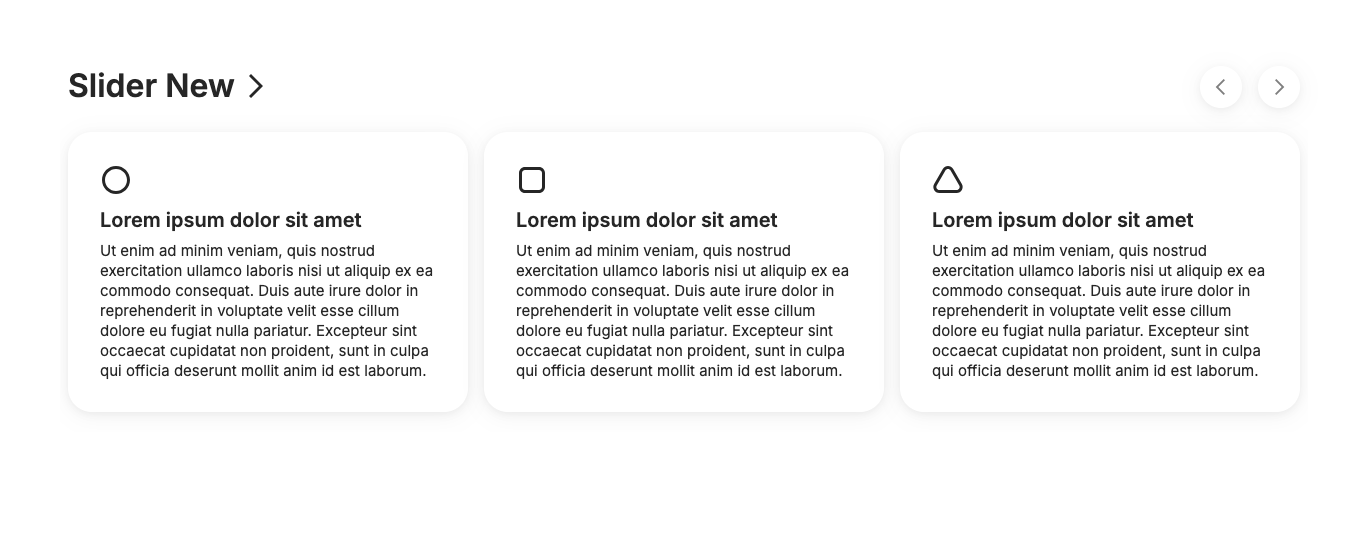 Slider New
Lorem ipsum dolor sit amet
Ut enim ad minim veniam, quis nostrud
exercitation ullamco laboris nisi ut aliquip ex ea
commodo consequat. Duis aute irure dolor in
reprehenderit in voluptate velit esse cillum
dolore eu fugiat nulla pariatur. Excepteur sint
occaecat cupidatat non proident, sunt in culpa
qui officia deserunt mollit anim id est laborum.
Lorem ipsum dolor sit amet
Ut enim ad minim veniam, quis nostrud
exercitation ullamco laboris nisi ut aliquip ex ea
commodo consequat. Duis aute irure dolor in
reprehenderit in voluptate velit esse cillum
dolore eu fugiat nulla pariatur. Excepteur sint
occaecat cupidatat non proident, sunt in culpa
qui officia deserunt mollit anim id est laborum.
Lorem ipsum dolor sit amet
Ut enim ad minim veniam, quis nostrud
exercitation ullamco laboris nisi ut aliquip ex ea
commodo consequat. Duis aute irure dolor in
reprehenderit in voluptate velit esse cillum
dolore eu fugiat nulla pariatur. Excepteur sint
occaecat cupidatat non proident, sunt in culpa
qui officia deserunt mollit anim id est laborum.